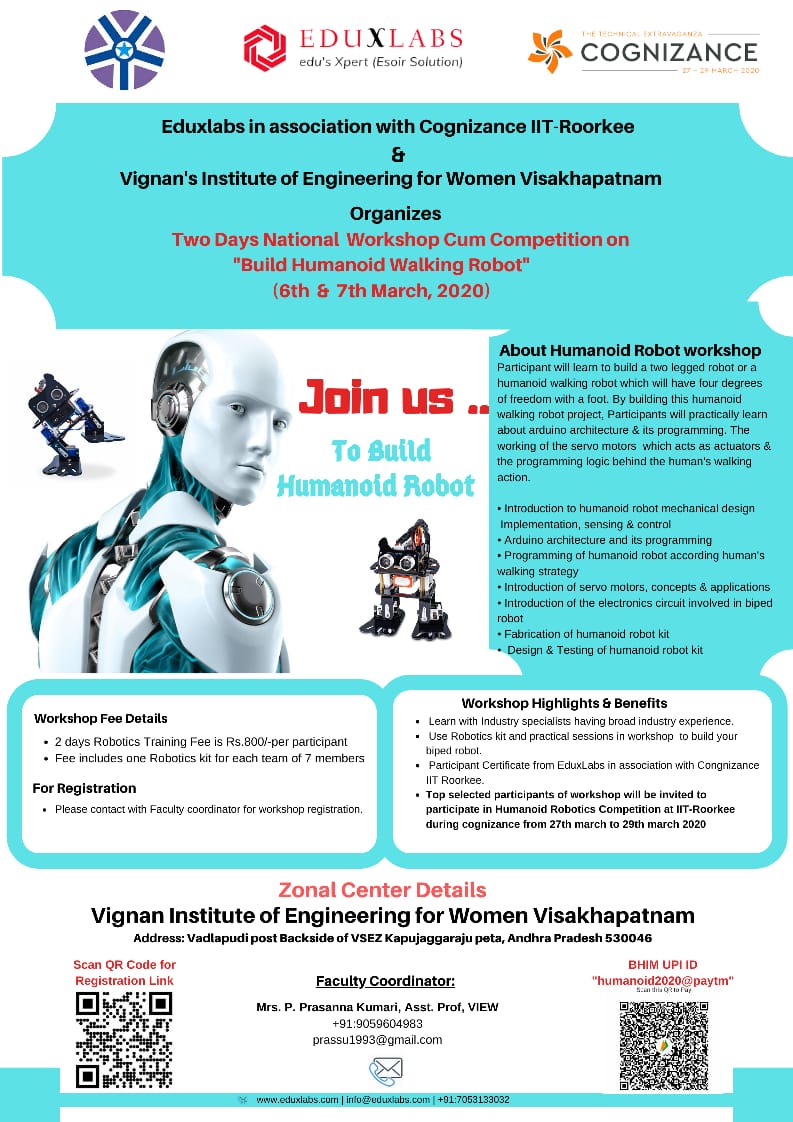 EDUXLABS
edu's Xpert (Esoir Solution)
THE TECHNICAL EXTRAVAGANZA
COGNIZANCE
27 - 29 MARCH 2020
Eduxlabs in association with Cognizance IIT-Roorkee
&
Vignan's Institute of Engineering for Women Visakhapatnam
Organizes
Two Days National Workshop Cum Competition on
"Build Humanoid Walking Robot"
(6th & 7th March, 2020)
Join us ..
To Build
Humanoid Robot
About Humanoid Robot workshop
Participant will learn to build a two legged robot or a
humanoid walking robot which will have four degrees
of freedom with a foot. By building this humanoid
walking robot project, Participants will practically learn
about arduino architecture & its programming. The
working of the servo motors which acts as actuators &
the programming logic behind the human's walking
action.
• Introduction to humanoid robot mechanical design
Implementation, sensing & control
• Arduino architecture and its programming
• Programming of humanoid robot according human's
walking strategy
• Introduction of servo motors, concepts & applications
• Introduction of the electronics circuit involved in biped
robot
• Fabrication of humanoid robot kit
• Design & Testing of humanoid robot kit
Workshop Fee Details
• 2 days Robotics Training Fee is Rs.800/-per participant
• Fee includes one Robotics kit for each team of 7 members
For Registration
• Please contact with Faculty coordinator for workshop registration.
Workshop Highlights & Benefits
• Learn with Industry specialists having broad industry experience.
• Use Robotics kit and practical sessions in workshop to build your
biped robot.
• Participant Certificate from EduxLabs in association with Congnizance
IIT Roorkee.
• Top selected participants of workshop will be invited to
participate in Humanoid Robotics Competition at IIT-Roorkee
during cognizance from 27th march to 29th march 2020
Zonal Center Details
Vignan Institute of Engineering for Women Visakhapatnam
Address: Vadlapudi post Backside of VSEZ Kapujaggaraju peta, Andhra Pradesh 530046
Scan QR Code for
Registration Link
Faculty Coordinator:
Mrs. P. Prasanna Kumari, Asst. Prof, VIEW
+91:9059604983
prassu1993@gmail.com
BHIM UPI ID
"humanoid2020@paytm"
Scan this QR to Pay
www.eduxlabs.com | info@eduxlabs.com | +91:7053133032